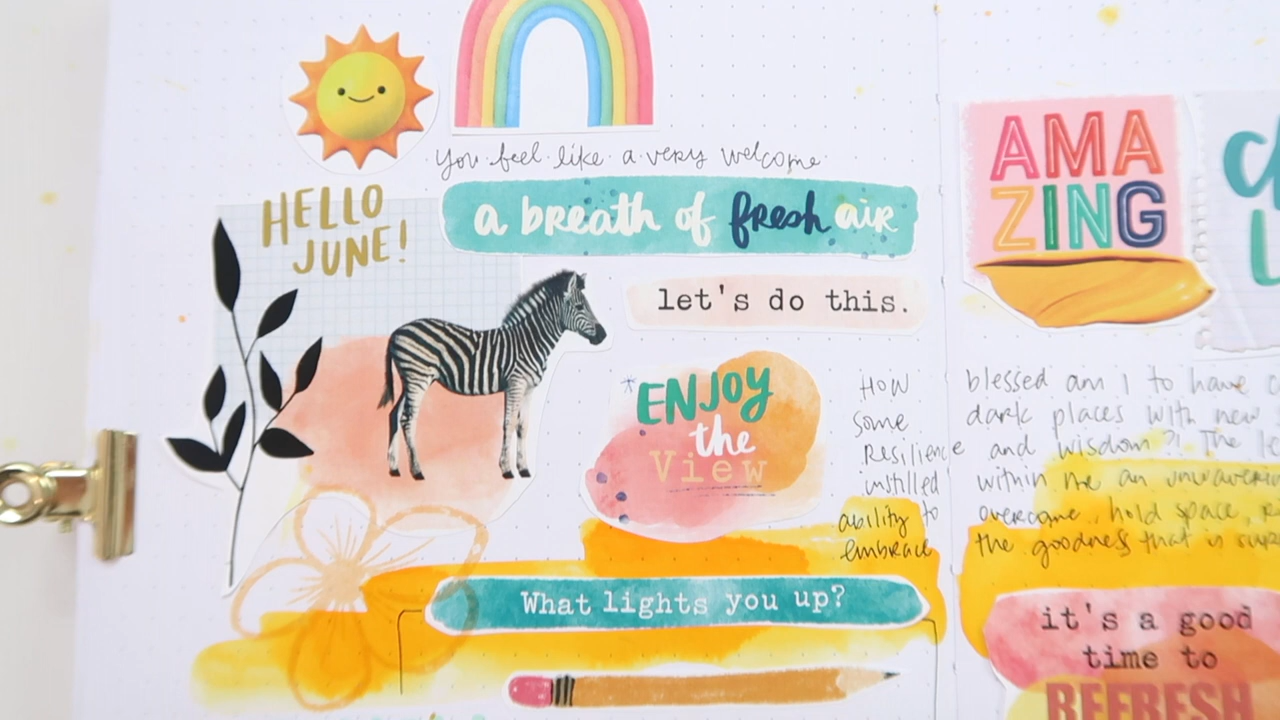 you feel like a very welcome
HELLO
JUNE!
a breath of fresh air
let's do this.
ENJOY
the
View
What lights you up?
HOW
some
Resilience
instilled
ability to
embrace
AMA
ZING
blessed am I to have
dark places with new
and wisdom?! The
within me an
overcome, hold space,
the goodness that is
it's a good
time to
REFRESH